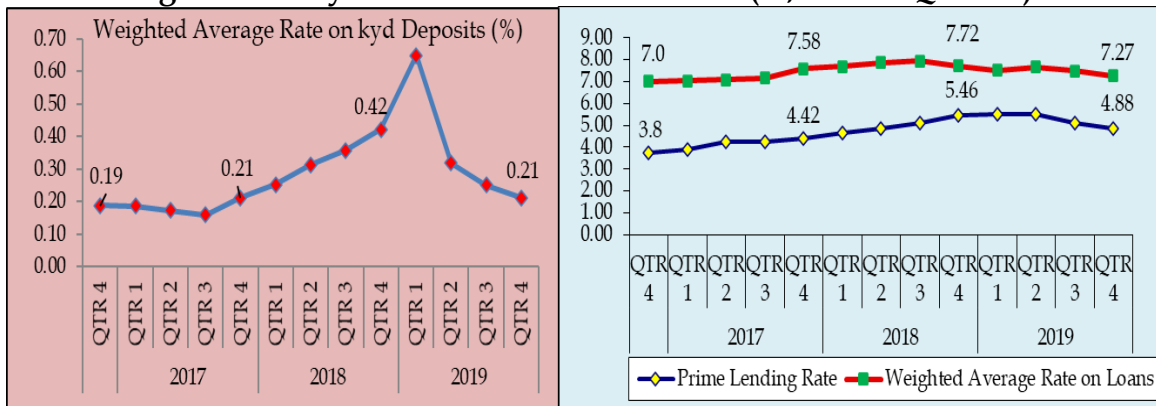 Weighted Average Rate on kyd Deposits (%)
0.70
0.60
0.50
0.40
0.30
0.20
0.10
0.00
0.19
0.21
0.42
0.21
QTR 4
QTR 1
QTR 2
QTR 3
QTR 4
QTR 1
QTR 2
QTR 3
QTR 4
QTR 1
QTR 2
QTR 3
QTR 4
2017
2018
2019
9.00
8.00
7.00
6.00
5.00
4.00
3.00
2.00
1.00
0.00
7.0
7.58
7.72
7.27
3.8
4.42
5.46
4.88
QTR QTR QTR QTR QTR QTR QTR QTR QTR QTR QTR QTR QTR
4 1 2 3 4 1 2 3 4 1 2 3 4
2017 2018 2019
Prime Lending Rate Weighted Average Rate on Loans